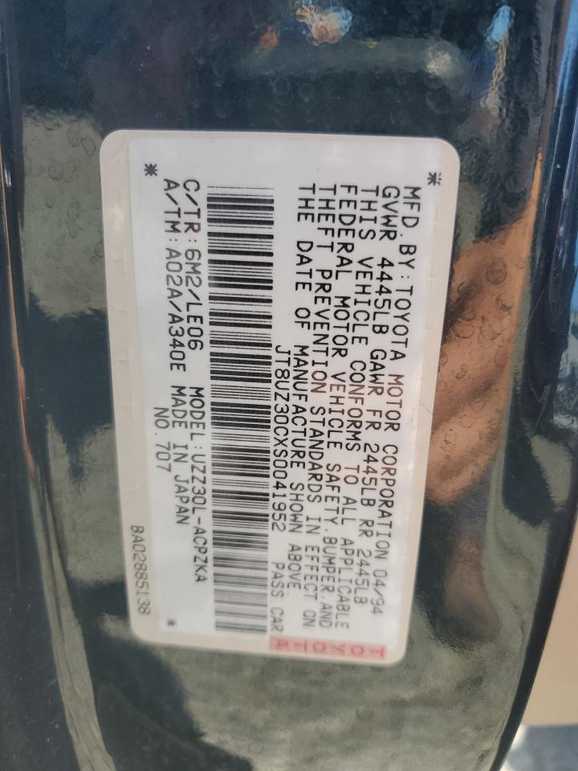 MFD. BY: TOYOTA MOTOR CORPORATION 04/94
GVWR 4445LB GAWR FR 2445LB RR 2445LB
THIS VEHICLE CONFORMS TO ALL APPLICABLE
FEDERAL MOTOR VEHICLE SAFETY, BUMPER, AND
THEFT PREVENTION STANDARDS IN EFFECT ON
THE DATE OF MANUFACTURE SHOWN ABOVE.
JT8UZ30CXS0041952 PASS CAR
TOYOTA
C/TR: 6M2/LE06 MODEL: UZZ30L-ACPZKA
A/TM: A02A/A340E MADE IN JAPAN
NO. 707
BA02885138